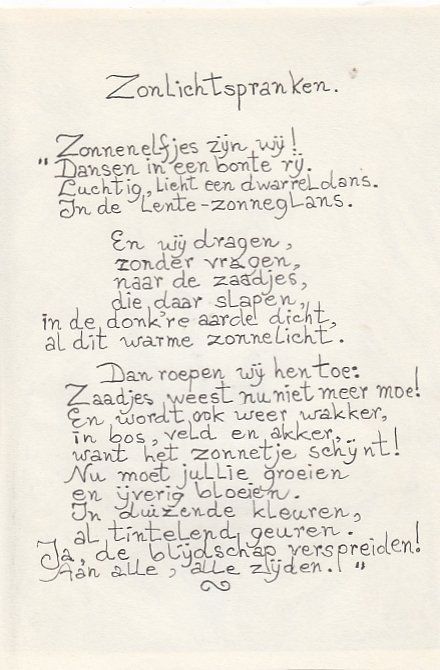 Zonlichtspranken.
"Zonnenelfjes zijn wij!
Dansen in een bonte rij.
Luchtig, licht een dwarreldans.
In de Lente-zonneglans.
En wij dragen,
zonder vragen,
naar de zaadjes,
die daar slapen,
in de donk're aarde dicht,
al dit warme zonnelicht.
Dan roepen wij hen toe:
Zaadjes weest nu niet meer moe!
En wordt ook weer wakker,
in bos, veld en akker,
want het zonnetje schijnt!
Nu moet jullie groeien
en ijverig bloeien.
In duizende kleuren,
al tintelend geuren.
Ja, de blijdschap verspreiden!
Aan alle, alle zijden!"